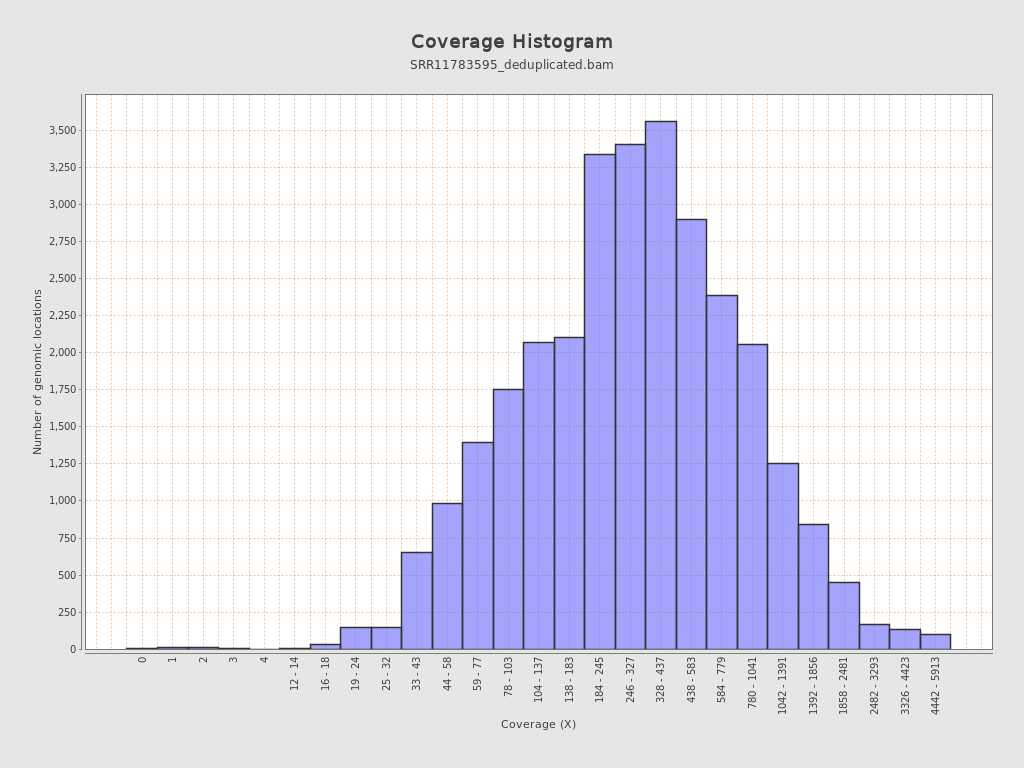 Coverage Histogram
SRR11783595_deduplicated.bam
Number of genomic locations
3,500
3,250
3,000
2,750
2,500
2,250
2,000
1,750
1,500
1,250
1,000
750
500
250
0
0
1
2
3
4
12 - 14
16 - 18
19 - 24
25 - 32
33 - 43
44 - 58
59 - 77
78 - 103
104 - 137
138 - 183
184 - 245
246 - 327
328 - 437
438 - 583
584 - 779
780 - 1041
1042 - 1391
1392 - 1856
1858 - 2481
2482 - 3293
3326 - 4423
4442 - 5913
Coverage (X)